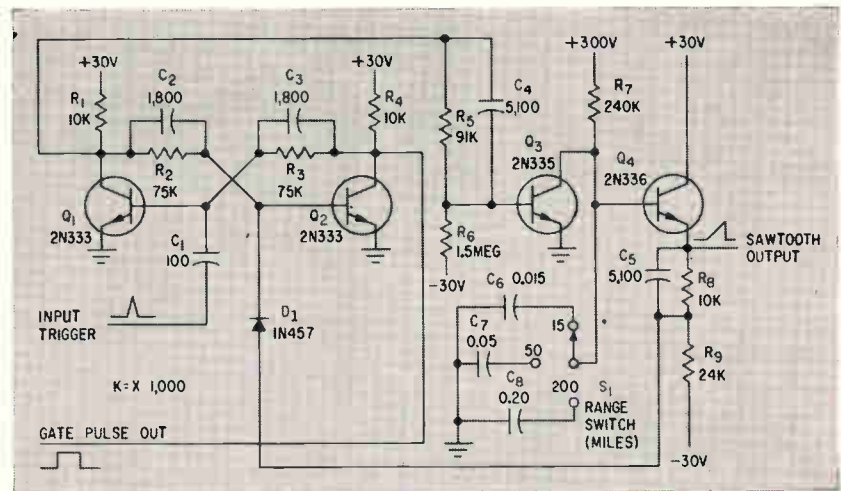 +30V
C2
1,800
C3
1,800
+30V
R1
10K
R4
10K
R2
75K
R3
75K
Q1
2N333
Q2
2N333
C1
100
INPUT
TRIGGER
D1
1N457
K=X 1,000
GATE PULSE OUT
C4
5,100
R5
91K
R6
1.5MEG
-30V
Q3
2N335
+300V
R7
240K
+30V
Q4
2N336
SAWTOOTH
OUTPUT
C5
5,100
R8
10K
R9
24K
-30V
C6 0.015
15
C7
0.05
50
C8
0.20
200
S1
RANGE
SWITCH
(MILES)